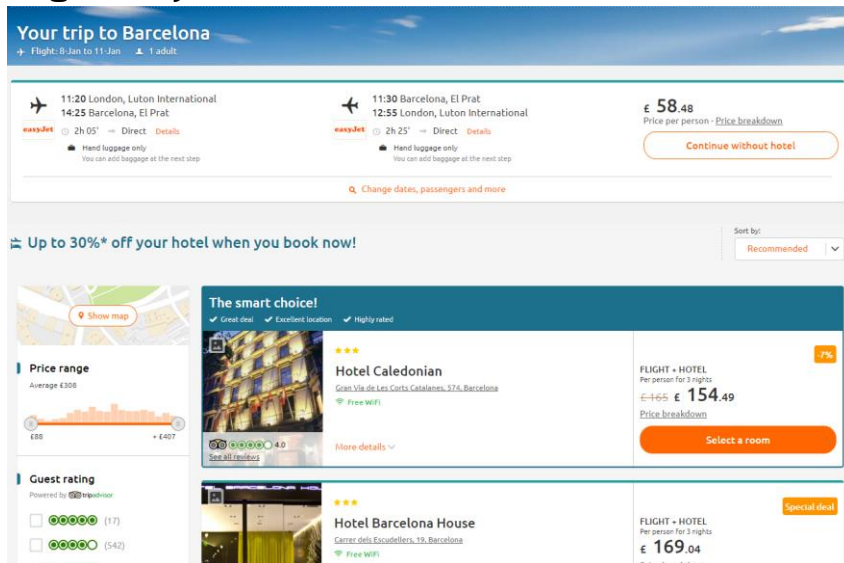 Your trip to Barcelona
Flight: 8-Jan to 11-Jan 1 adult
11:20 London, Luton International
14:25 Barcelona, El Prat
easyJet 2h 05' Direct Details
Hand luggage only
You can add baggage at the next step
11:30 Barcelona, El Prat
12:55 London, Luton International
easyJet 2h 25' Direct Details
Hand luggage only
You can add baggage at the next step
£ 58.48
Price per person - Price breakdown
Continue without hotel
Change dates, passengers and more
Up to 30%* off your hotel when you book now!
Sort by:
Recommended
Show map
Price range
Average £308
£88 + £407
Guest rating
Powered by tripadvisor
(17)
(542)
The smart choice!
Great deal Excellent location Highly rated
Hotel Caledonian
Gran Via de Les Corts Catalanes, 574, Barcelona
Free WiFi
4.0
See all reviews
More details
-7%
FLIGHT + HOTEL
Per person for 3 nights
£ 165 £ 154.49
Price breakdown
Select a room
Hotel Barcelona House
Carrer dels Escudellers, 19, Barcelona
Free WiFi
Special deal
FLIGHT + HOTEL
Per person for 3 nights
£ 169.04